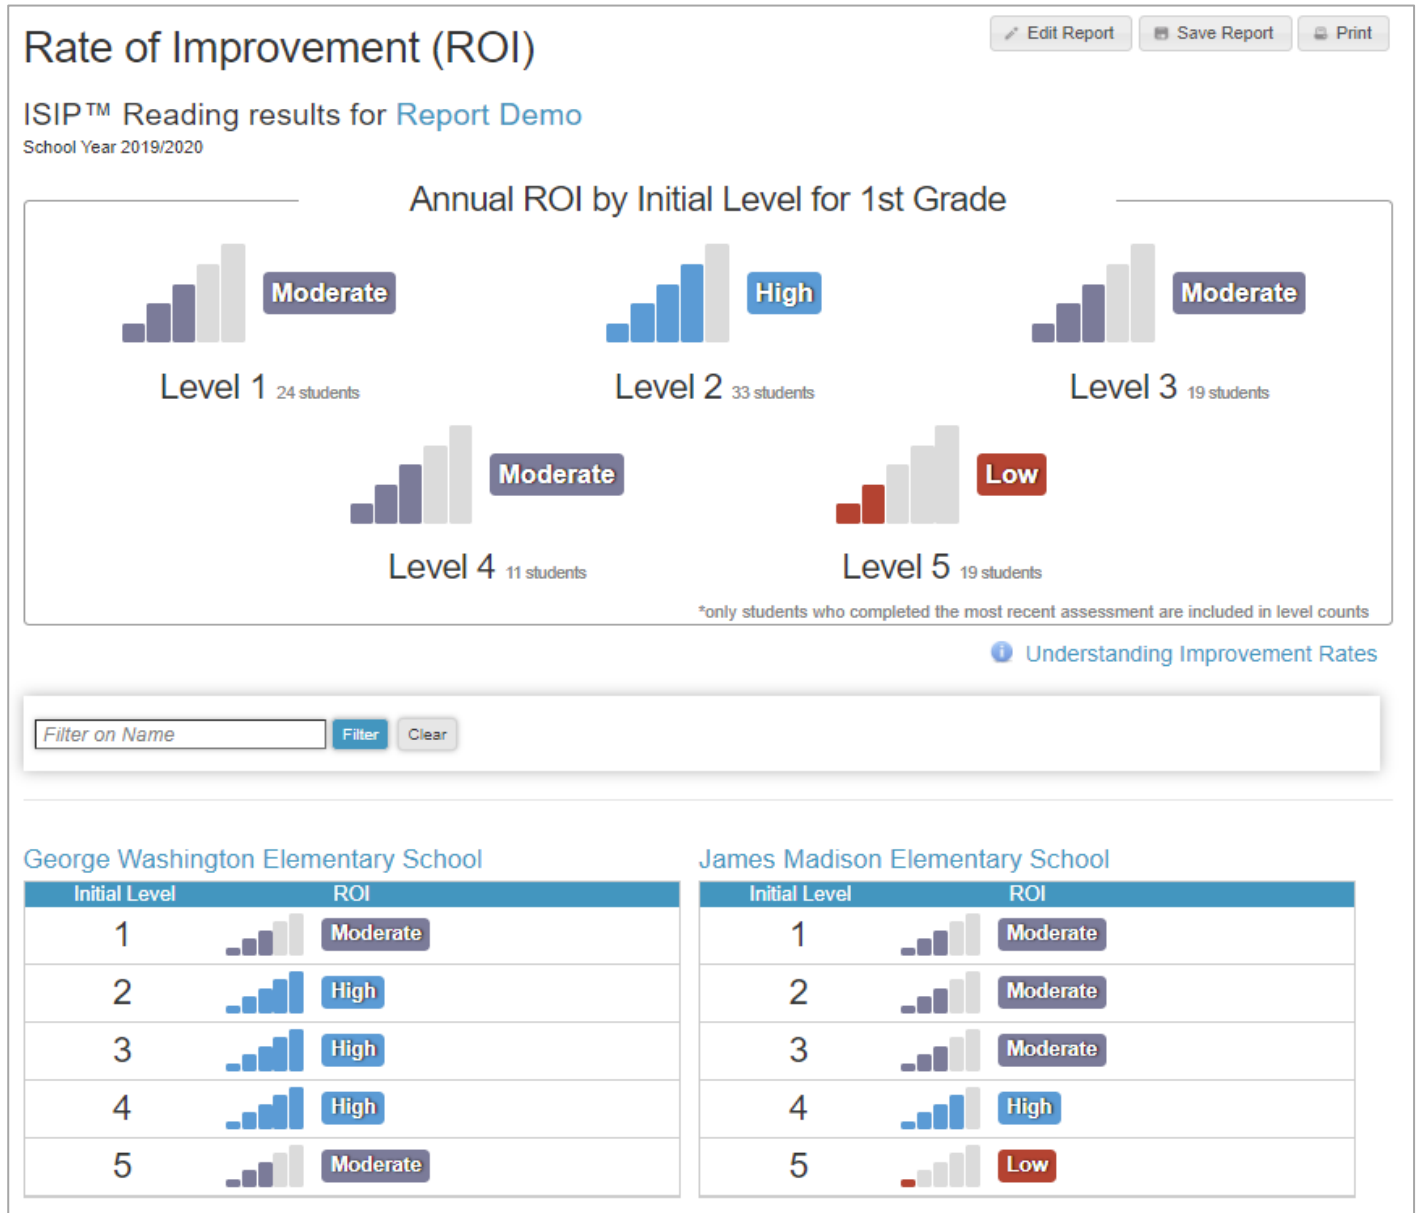 Rate of Improvement (ROI)
Edit Report
Save Report
Print
ISIP™ Reading results for Report Demo
School Year 2019/2020
Annual ROI by Initial Level for 1st Grade
Moderate
High
Moderate
Level 1 24 students
Level 2 33 students
Level 3 19 students
Moderate
Low
Level 4 11 students
Level 5 19 students
*only students who completed the most recent assessment are included in level counts
Understanding Improvement Rates
Filter on Name
Filter
Clear
George Washington Elementary School
Initial Level ROI
1 Moderate
2 High
3 High
4 High
5 Moderate
James Madison Elementary School
Initial Level ROI
1 Moderate
2 Moderate
3 Moderate
4 High
5 Low